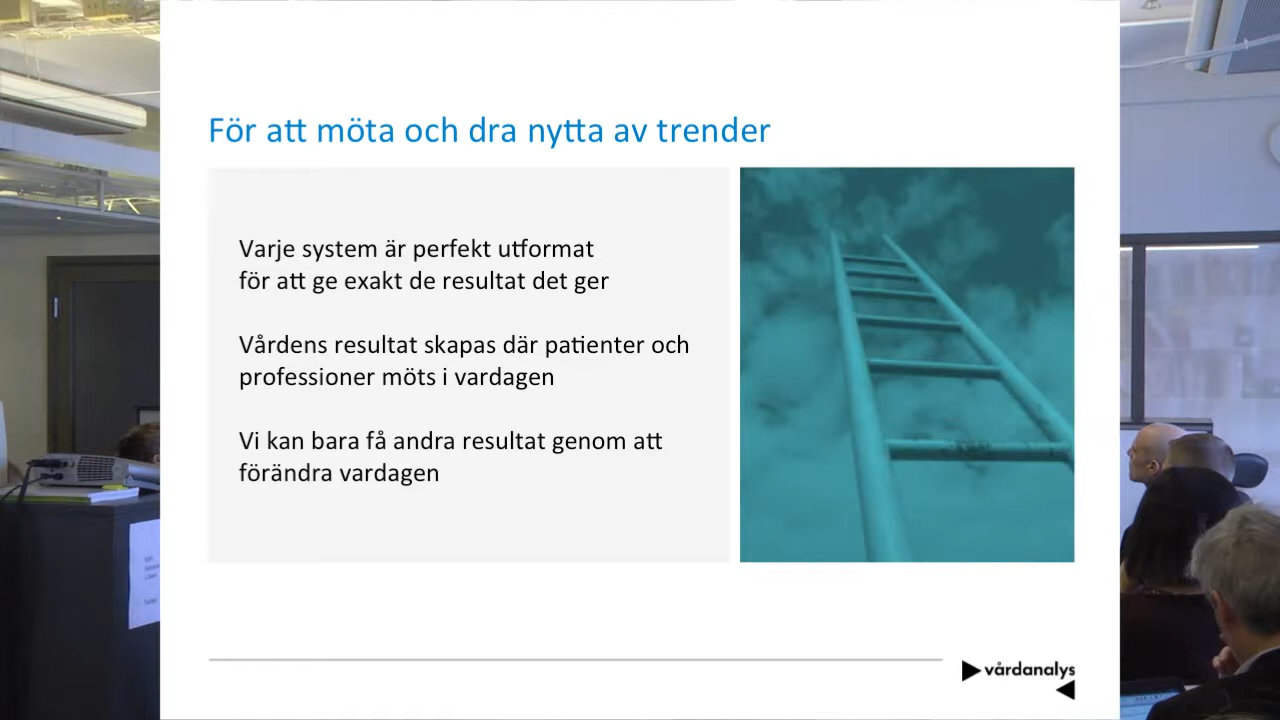 För att möta och dra nytta av trender
Varje system är perfekt utformat
för att ge exakt de resultat det ger
Vårdens resultat skapas där patienter och
professioner möts i vardagen
Vi kan bara få andra resultat genom att
förändra vardagen
vårdanalys